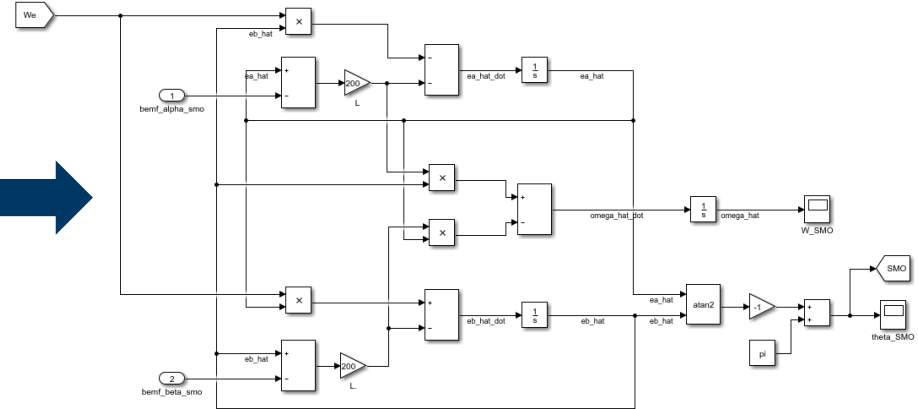 We
×
eb_hat
ea_hat
+
−
200
L
1
bemf_alpha_smo
−
−
ea_hat_dot
1
s
ea_hat
×
×
+
−
omega_hat_dot
1
s
omega_hat
W_SMO
×
+
−
eb_hat_dot
1
s
eb_hat
ea_hat
eb_hat
atan2
-1
+
+
SMO
theta_SMO
pi
eb_hat
+
−
200
L.
2
bemf_beta_smo